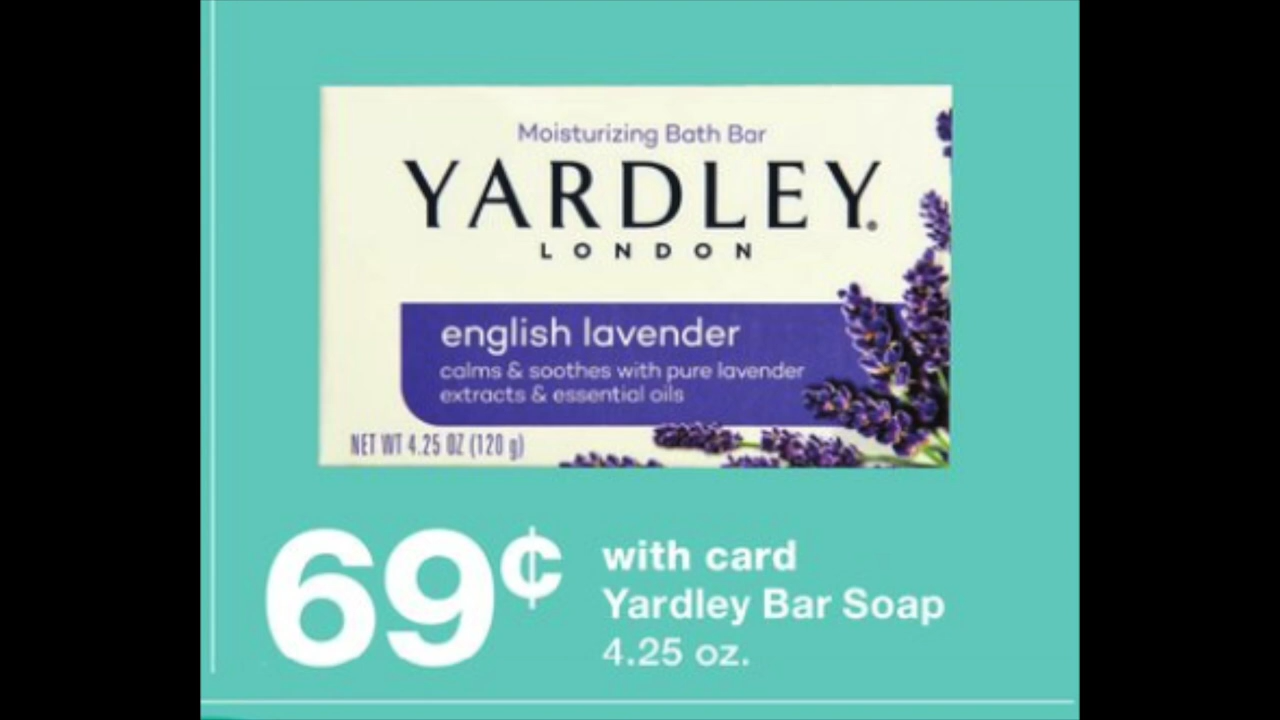 Moisturizing Bath Bar
YARDLEY®
LONDON
english lavender
calms & soothes with pure lavender
extracts & essential oils
NET WT 4.25 OZ (120 g)
69¢
with card
Yardley Bar Soap
4.25 oz.